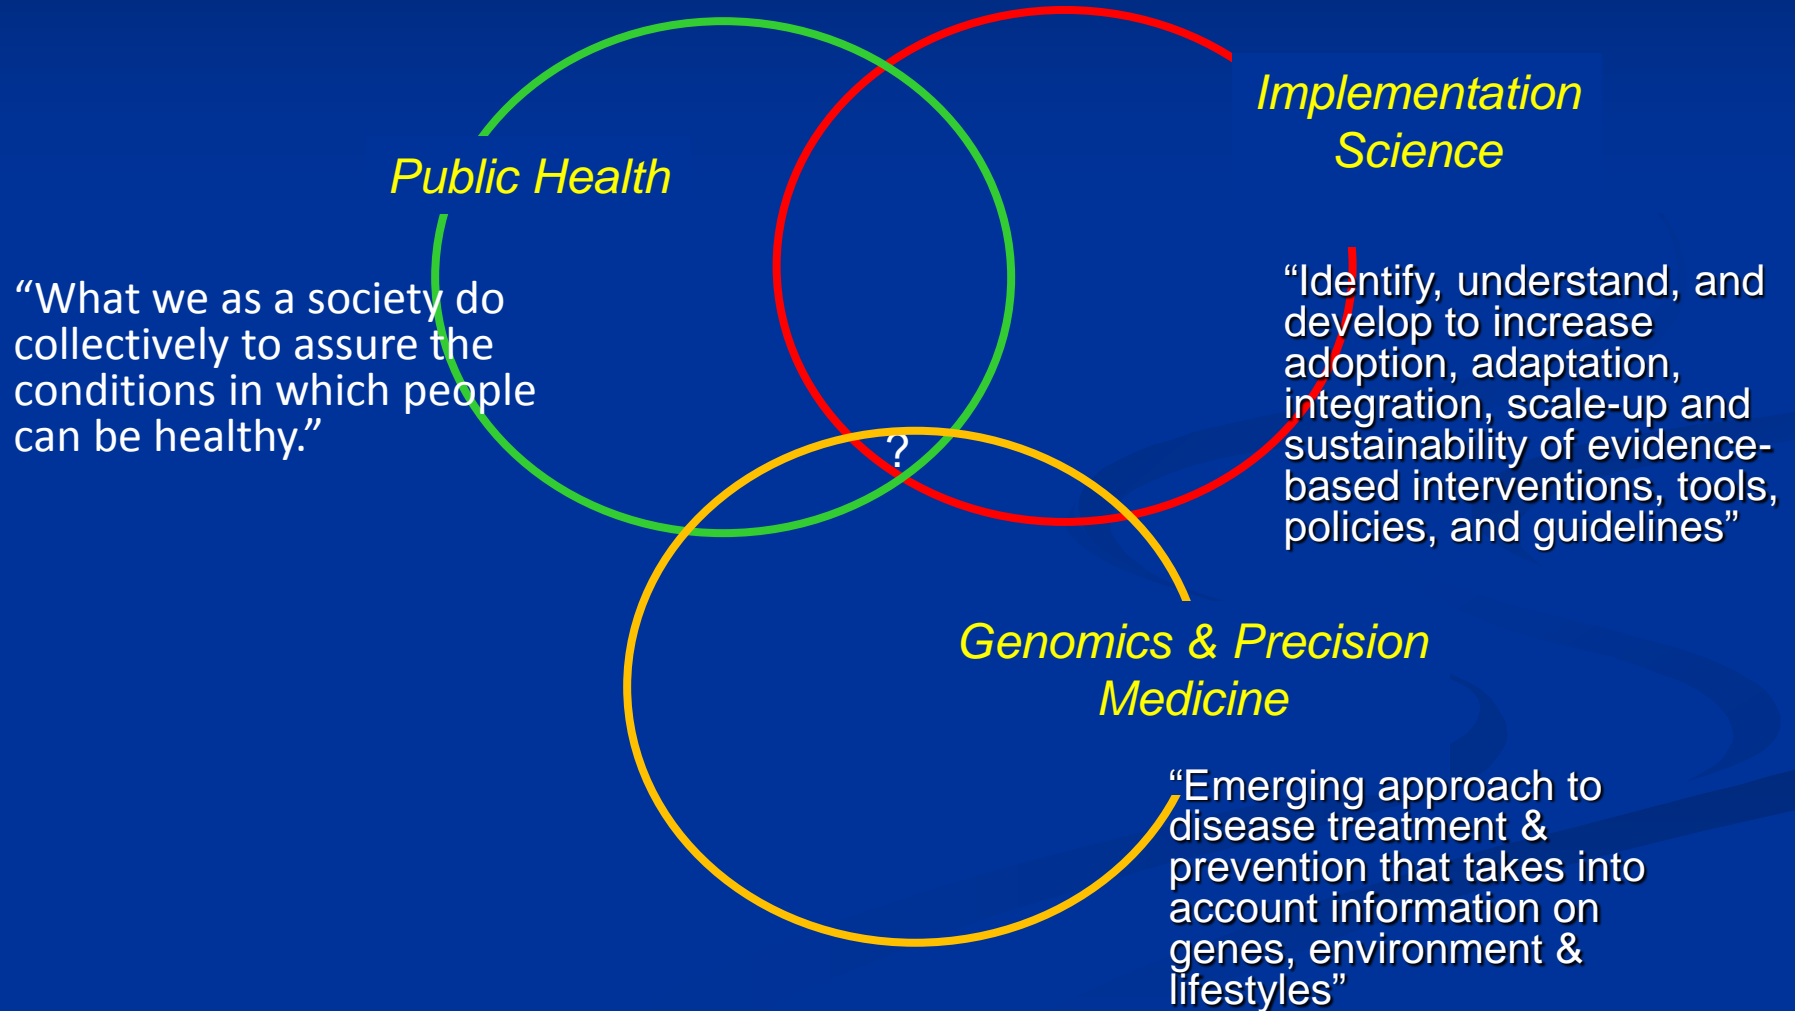 Public Health
“What we as a society do
collectively to assure the
conditions in which people
can be healthy.”
Implementation
Science
“Identify, understand, and
develop to increase
adoption, adaptation,
integration, scale-up and
sustainability of evidence-
based interventions, tools,
policies, and guidelines”
?
Genomics & Precision
Medicine
“Emerging approach to
disease treatment &
prevention that takes into
account information on
genes, environment &
lifestyles”